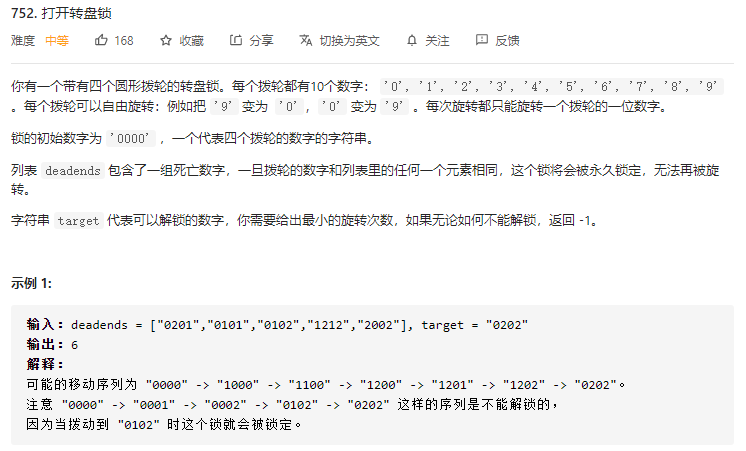 752. 打开转盘锁
难度 中等 168 收藏 分享 切换为英文 关注 反馈
你有一个带有四个圆形拨轮的转盘锁。每个拨轮都有10个数字： '0', '1', '2', '3', '4', '5', '6', '7', '8', '9'
。每个拨轮可以自由旋转：例如把 '9' 变为 '0'，'0' 变为 '9' 。每次旋转都只能旋转一个拨轮的一位数字。
锁的初始数字为 '0000' ，一个代表四个拨轮的数字的字符串。
列表 deadends 包含了一组死亡数字，一旦拨轮的数字和列表里的任何一个元素相同，这个锁将会被永久锁定，无法再被旋
转。
字符串 target 代表可以解锁的数字，你需要给出最小的旋转次数，如果无论如何不能解锁，返回 -1。
示例 1:
输入：deadends = ["0201","0101","0102","1212","2002"], target = "0202"
输出：6
解释：
可能的移动序列为 "0000" -> "1000" -> "1100" -> "1200" -> "1201" -> "1202" -> "0202"。
注意 "0000" -> "0001" -> "0002" -> "0102" -> "0202" 这样的序列是不能解锁的，
因为当拨动到 "0102" 时这个锁就会被锁定。